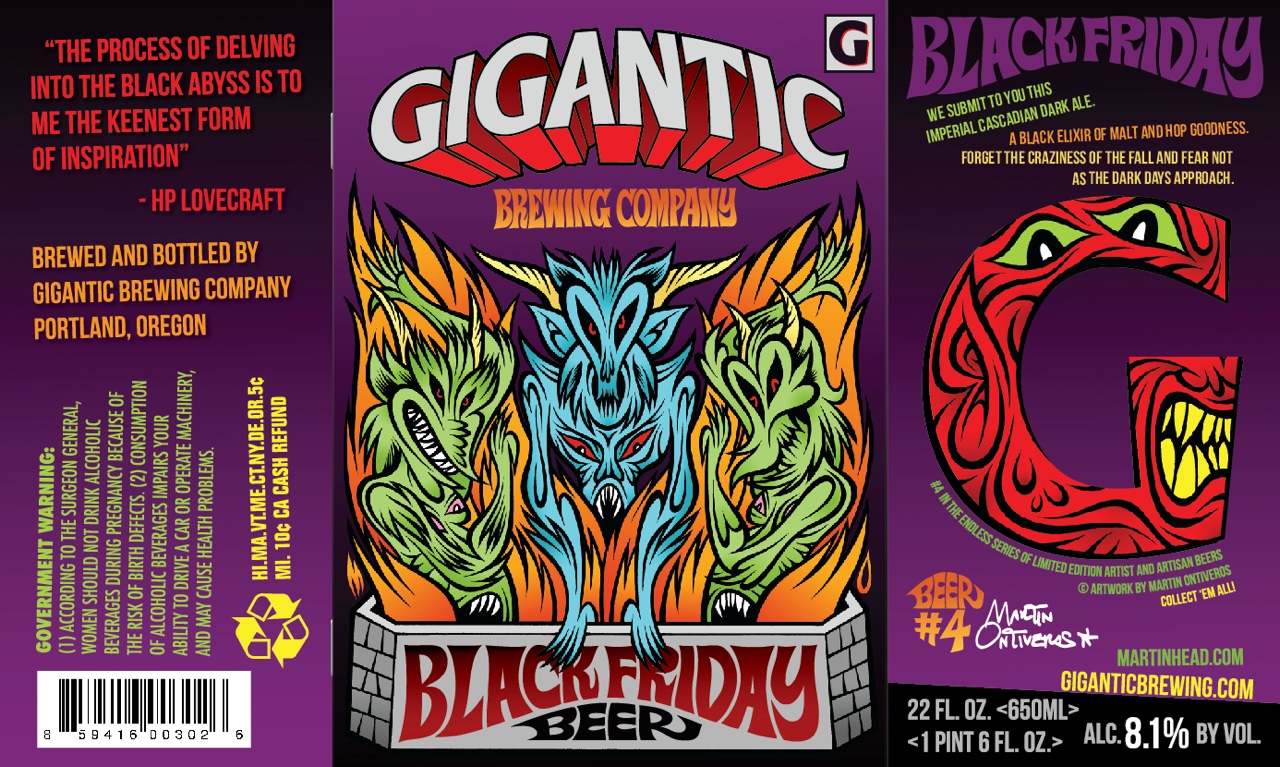 “THE PROCESS OF DELVING
INTO THE BLACK ABYSS IS TO
ME THE KEENEST FORM
OF INSPIRATION”
- HP LOVECRAFT
BREWED AND BOTTLED BY
GIGANTIC BREWING COMPANY
PORTLAND, OREGON
GOVERNMENT WARNING:
(1) ACCORDING TO THE SURGEON GENERAL,
WOMEN SHOULD NOT DRINK ALCOHOLIC
BEVERAGES DURING PREGNANCY BECAUSE OF
THE RISK OF BIRTH DEFECTS. (2) CONSUMPTION
OF ALCOHOLIC BEVERAGES IMPAIRS YOUR
ABILITY TO DRIVE A CAR OR OPERATE MACHINERY,
AND MAY CAUSE HEALTH PROBLEMS.
HI.MA.VT.ME.CT.NY.DE.OR.5¢
MI. 10¢ CA CASH REFUND
8 59416 00302 6
G
GIGANTIC
BREWING COMPANY
BLACK FRIDAY
BEER
BLACK FRIDAY
WE SUBMIT TO YOU THIS
IMPERIAL CASCADIAN DARK ALE.
A BLACK ELIXIR OF MALT AND HOP GOODNESS.
FORGET THE CRAZINESS OF THE FALL AND FEAR NOT
AS THE DARK DAYS APPROACH.
G
#4 IN THE ENDLESS SERIES OF LIMITED EDITION ARTIST AND ARTISAN BEERS
© ARTWORK BY MARTIN ONTIVEROS
COLLECT 'EM ALL!
BEER
#4
MARTIN
ONTIVEROS
MARTINHEAD.COM
GIGANTICBREWING.COM
22 FL. OZ. <650ML>
<1 PINT 6 FL. OZ.>
ALC. 8.1% BY VOL.